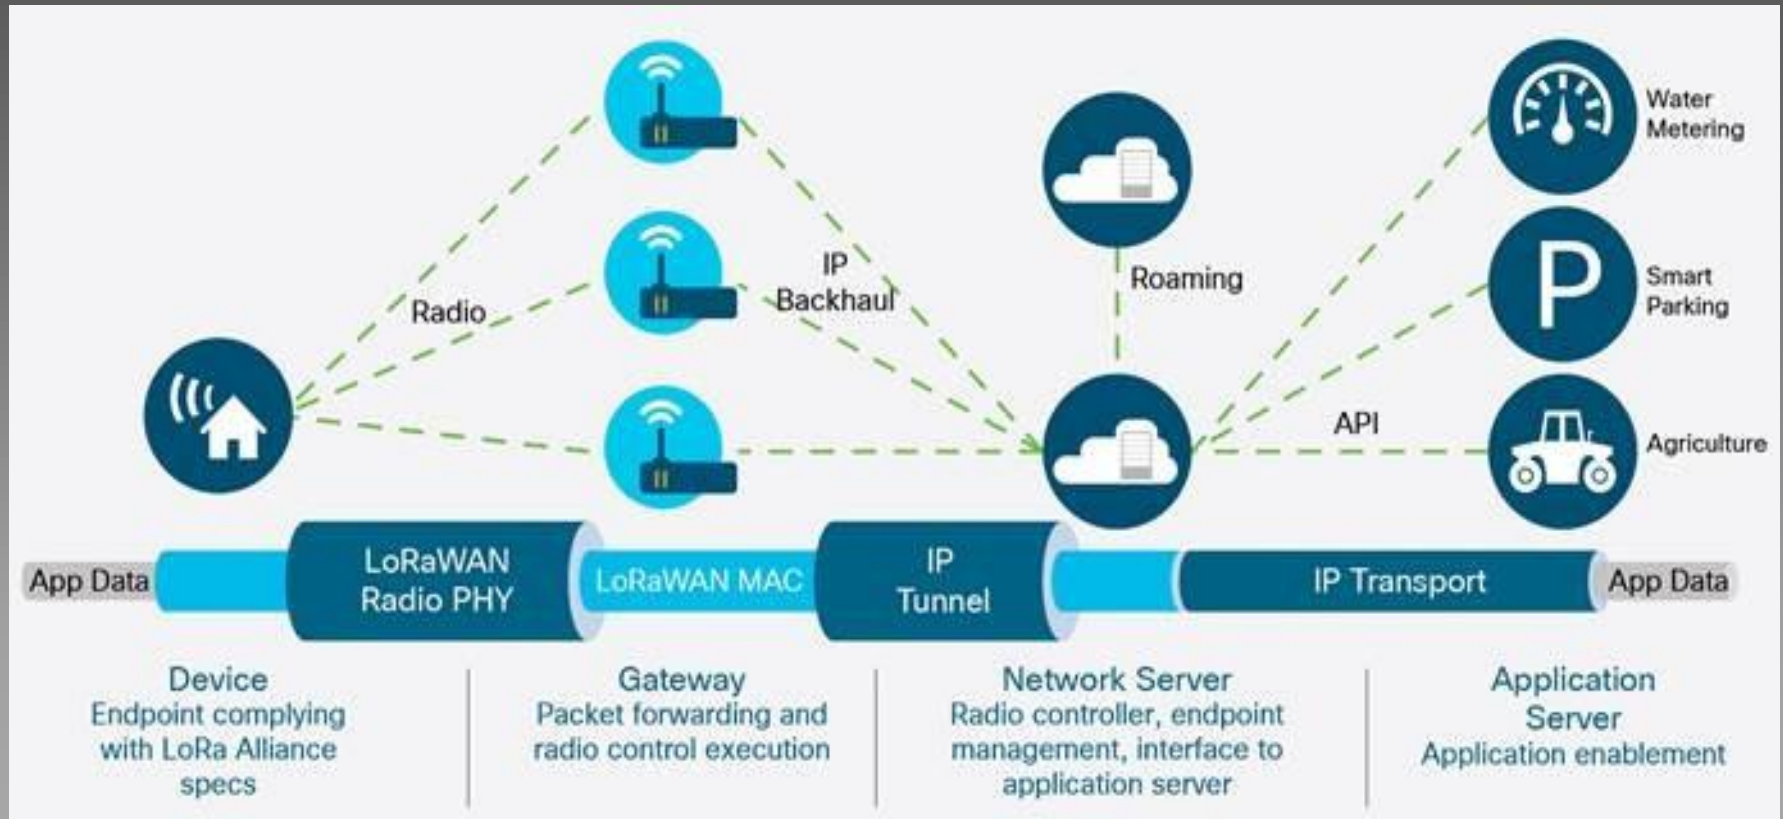 Water
Metering
IP
Backhaul
Roaming
Radio
Smart
Parking
API
Agriculture
App Data
LoRaWAN
Radio PHY
LoRaWAN MAC
IP
Tunnel
IP Transport
App Data
Device
Endpoint complying
with LoRa Alliance
specs
Gateway
Packet forwarding and
radio control execution
Network Server
Radio controller, endpoint
management, interface to
application server
Application
Server
Application enablement